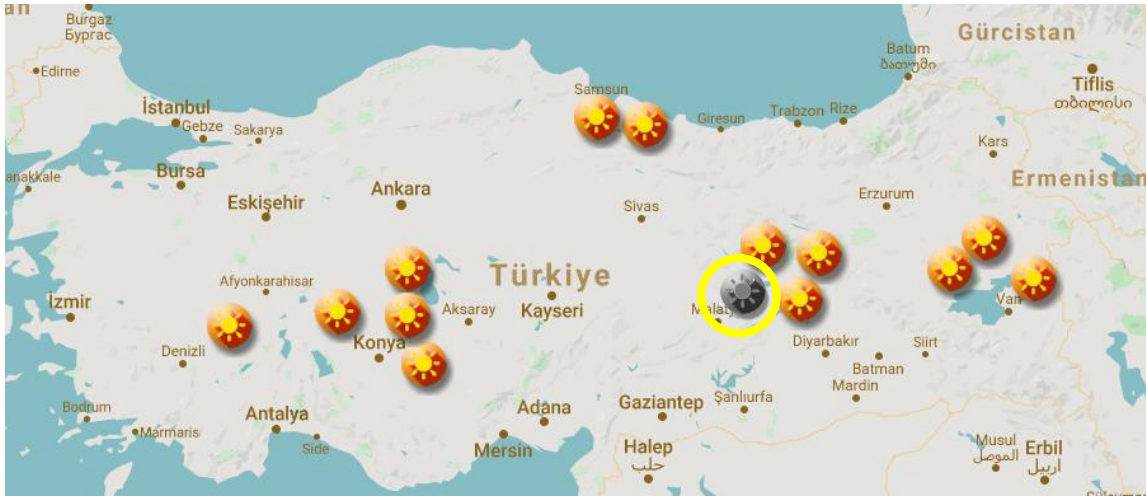 an
Burgaz
Бургас
Edirne
İstanbul
Gebze
Sakarya
anakkale
Bursa
Eskişehir
Ankara
Samsun
Giresun
Trabzon
Rize
Batum
ბათუმი
Gürcistan
Tiflis
თბილისი
Kars
Ermenistan
Erzurum
Sivas
Türkiye
Kayseri
Aksaray
Afyonkarahisar
İzmir
Denizli
Konya
Malaty
Van
Diyarbakır
Siirt
Batman
Mardin
Bodrum
Marmaris
Antalya
Side
Adana
Mersin
Gaziantep
Şanlıurfa
Halep
حلب
Musul
الموصل
Erbil
اربيل